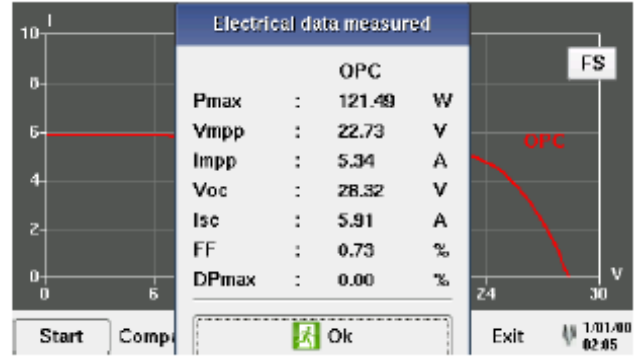 Electrical data measured
OPC
Pmax : 121.49 W
Vmpp : 22.73 V
Impp : 5.34 A
Voc : 28.32 V
Isc : 5.91 A
FF : 0.73 %
DPmax : 0.00 %
Ok
I
10
8
6
4
2
0
0 6 24 30
V
FS
OPC
Start Compa Exit 1/01/00
02:05